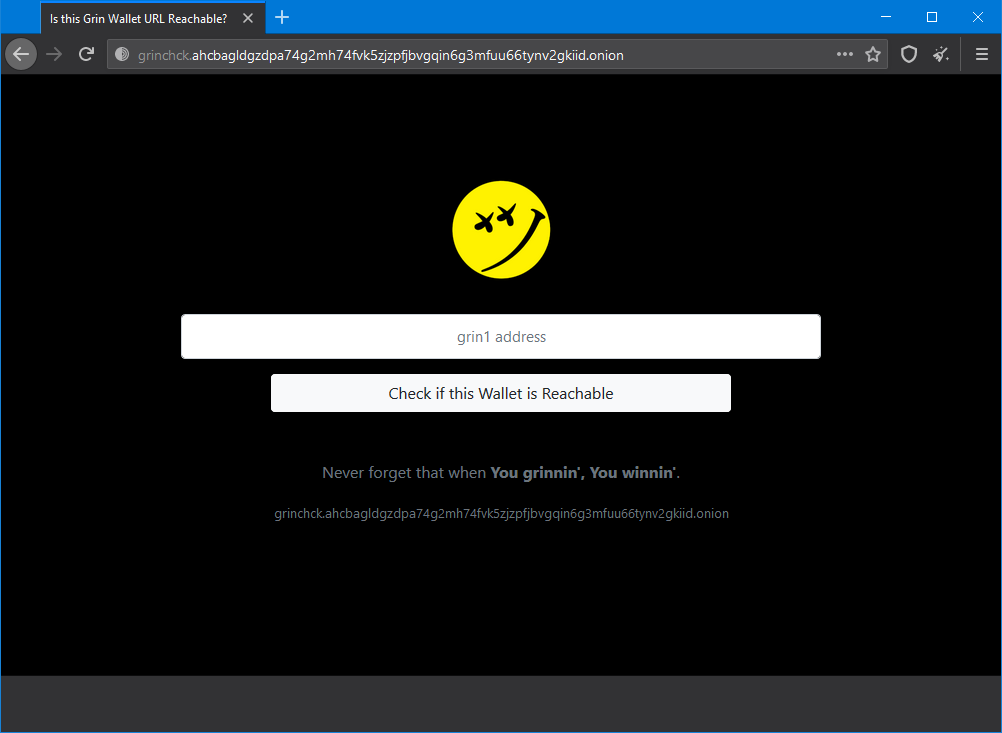 Is this Grin Wallet URL Reachable?
grinchck.ahcbagldgzdpa74g2mh74fvk5zjzpfjbvgqin6g3mfuu66tynv2gkiid.onion
grin1 address
Check if this Wallet is Reachable
Never forget that when You grinnin', You winnin'.
grinchck.ahcbagldgzdpa74g2mh74fvk5zjzpfjbvgqin6g3mfuu66tynv2gkiid.onion